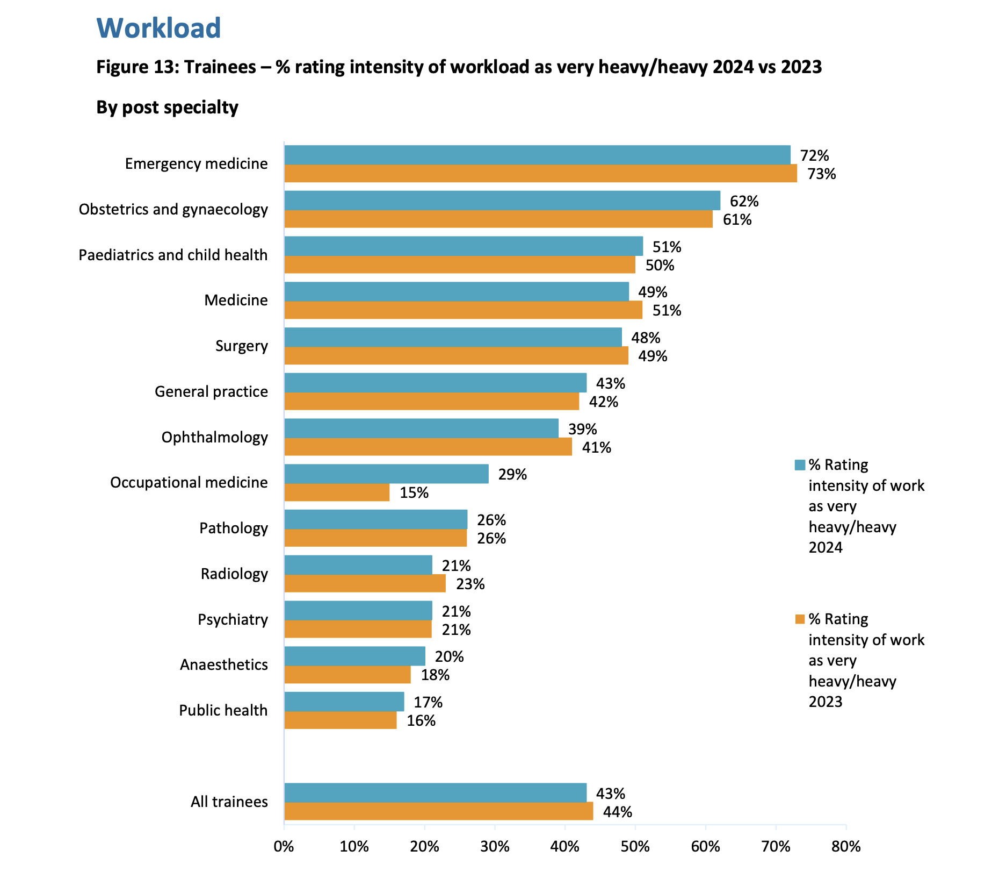 Workload
Figure 13: Trainees – % rating intensity of workload as very heavy/heavy 2024 vs 2023
By post specialty
Emergency medicine
72%
73%
Obstetrics and gynaecology
62%
61%
Paediatrics and child health
51%
50%
Medicine
49%
51%
Surgery
48%
49%
General practice
43%
42%
Ophthalmology
39%
41%
Occupational medicine
29%
15%
Pathology
26%
26%
Radiology
21%
23%
Psychiatry
21%
21%
Anaesthetics
20%
18%
Public health
17%
16%
All trainees
43%
44%
0% 10% 20% 30% 40% 50% 60% 70% 80%
% Rating
intensity of work
as very
heavy/heavy
2024
% Rating
intensity of work
as very
heavy/heavy
2023